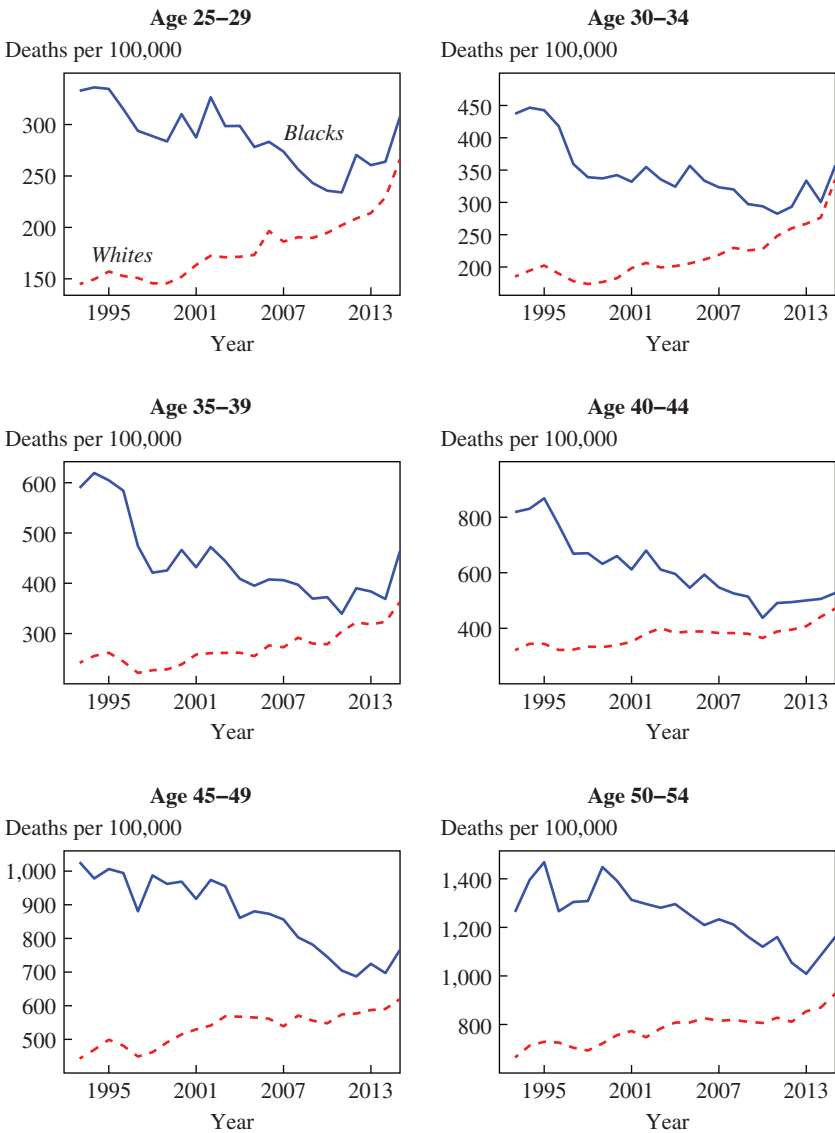 Age 25–29
Deaths per 100,000
300
250
200
150
Blacks
Whites
1995 2001 2007 2013
Year
Age 30–34
Deaths per 100,000
450
400
350
300
250
200
1995 2001 2007 2013
Year
Age 35–39
Deaths per 100,000
600
500
400
300
1995 2001 2007 2013
Year
Age 40–44
Deaths per 100,000
800
600
400
1995 2001 2007 2013
Year
Age 45–49
Deaths per 100,000
1,000
900
800
700
600
500
1995 2001 2007 2013
Year
Age 50–54
Deaths per 100,000
1,400
1,200
1,000
800
1995 2001 2007 2013
Year